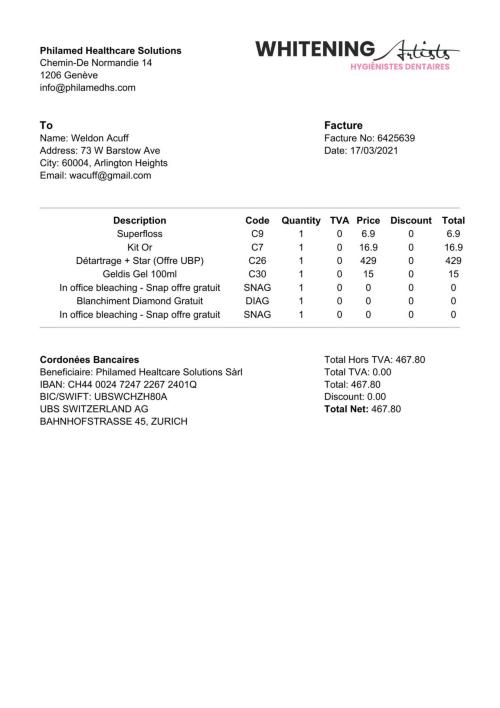 Philamed Healthcare Solutions
Chemin-De Normandie 14
1206 Genève
info@philamedhs.com
WHITENING Artists
HYGIÉNISTES DENTAIRES
To
Name: Weldon Acuff
Address: 73 W Barstow Ave
City: 60004, Arlington Heights
Email: wacuff@gmail.com
Facture
Facture No: 6425639
Date: 17/03/2021
Description Code Quantity TVA Price Discount Total
Superfloss C9 1 0 6.9 0 6.9
Kit Or C7 1 0 16.9 0 16.9
Détartrage + Star (Offre UBP) C26 1 0 429 0 429
Geldis Gel 100ml C30 1 0 15 0 15
In office bleaching - Snap offre gratuit SNAG 1 0 0 0 0
Blanchiment Diamond Gratuit DIAG 1 0 0 0 0
In office bleaching - Snap offre gratuit SNAG 1 0 0 0 0
Cordonées Bancaires
Beneficiaire: Philamed Healtcare Solutions Sàrl
IBAN: CH44 0024 7247 2267 2401Q
BIC/SWIFT: UBSWCHZH80A
UBS SWITZERLAND AG
BAHNHOFSTRASSE 45, ZURICH
Total Hors TVA: 467.80
Total TVA: 0.00
Total: 467.80
Discount: 0.00
Total Net: 467.80